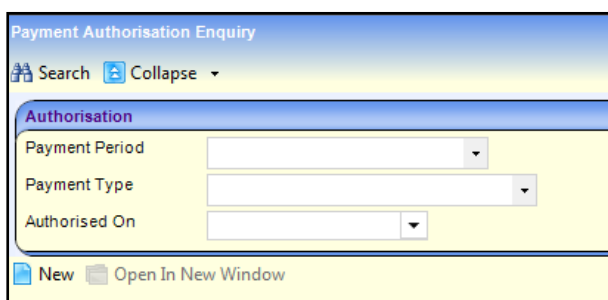 Payment Authorisation Enquiry
Search Collapse
Authorisation
Payment Period
Payment Type
Authorised On
New Open In New Window